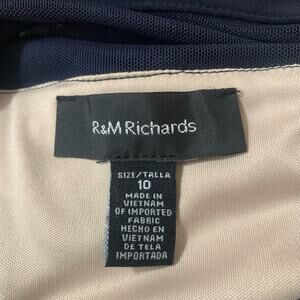 R&M Richards
SIZE/TALLA
10
MADE IN
VIETNAM
OF IMPORTED
FABRIC
HECHO EN
VIETNAM
DE TELA
IMPORTADA